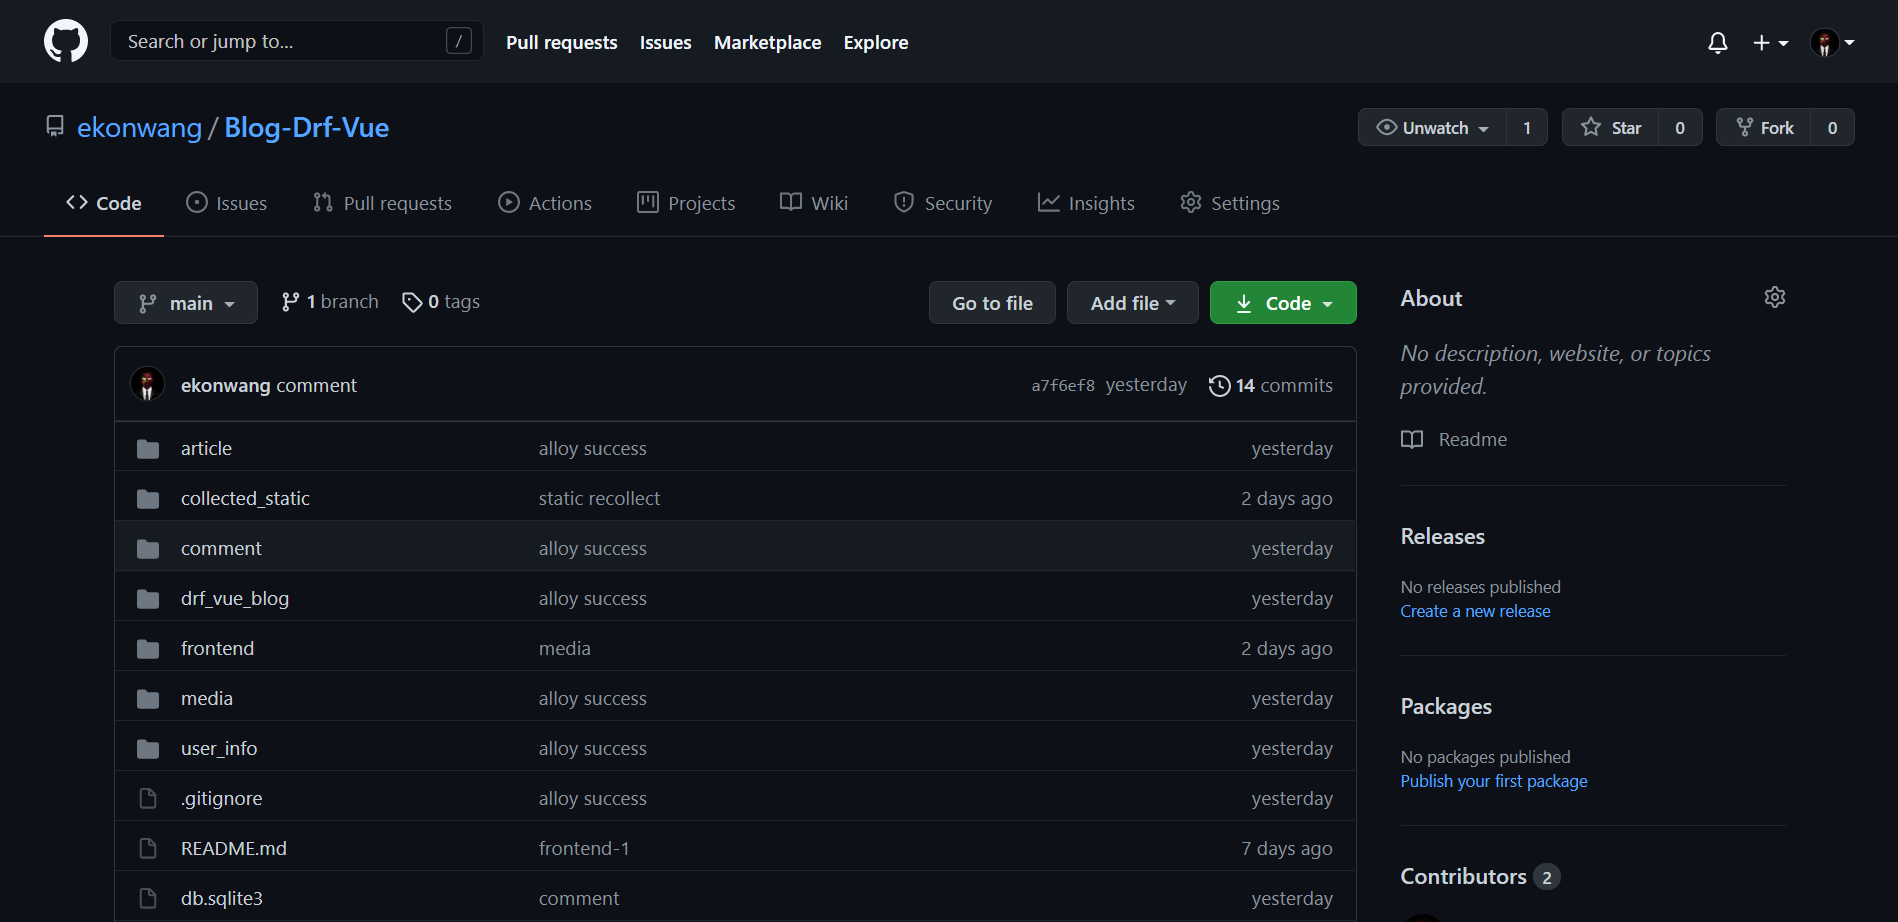 Search or jump to... / Pull requests Issues Marketplace Explore
ekonwang / Blog-Drf-Vue Unwatch 1 Star 0 Fork 0
Code Issues Pull requests Actions Projects Wiki Security Insights Settings
main 1 branch 0 tags Go to file Add file Code
ekonwang comment a7f6ef8 yesterday 14 commits
article alloy success yesterday
collected_static static recollect 2 days ago
comment alloy success yesterday
drf_vue_blog alloy success yesterday
frontend media 2 days ago
media alloy success yesterday
user_info alloy success yesterday
.gitignore alloy success yesterday
README.md frontend-1 7 days ago
db.sqlite3 comment yesterday
About
No description, website, or topics
provided.
Readme
Releases
No releases published
Create a new release
Packages
No packages published
Publish your first package
Contributors 2